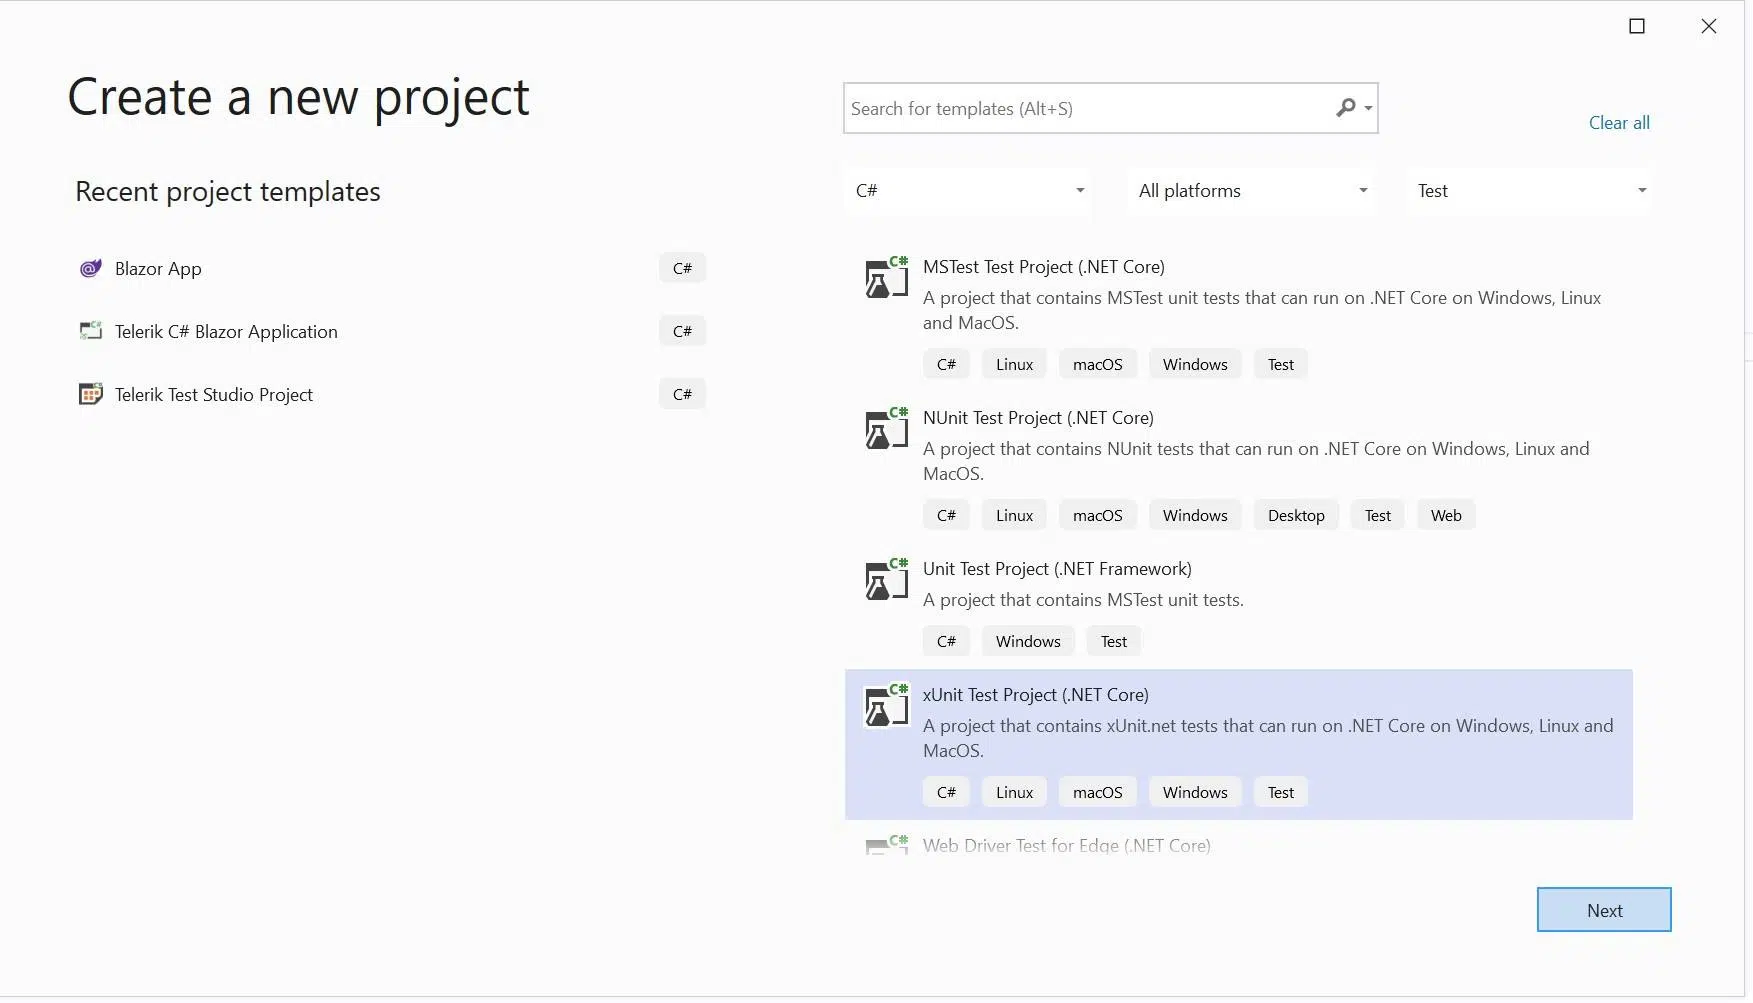 Create a new project
Search for templates (Alt+S)
Clear all
Recent project templates
C#
All platforms
Test
Blazor App
C#
Telerik C# Blazor Application
C#
Telerik Test Studio Project
C#
C#
MSTest Test Project (.NET Core)
A project that contains MSTest unit tests that can run on .NET Core on Windows, Linux
and MacOS.
C# Linux macOS Windows Test
C#
NUnit Test Project (.NET Core)
A project that contains NUnit tests that can run on .NET Core on Windows, Linux and
MacOS.
C# Linux macOS Windows Desktop Test Web
C#
Unit Test Project (.NET Framework)
A project that contains MSTest unit tests.
C# Windows Test
C#
xUnit Test Project (.NET Core)
A project that contains xUnit.net tests that can run on .NET Core on Windows, Linux and
MacOS.
C# Linux macOS Windows Test
C#
Web Driver Test for Edge (.NET Core)
Next